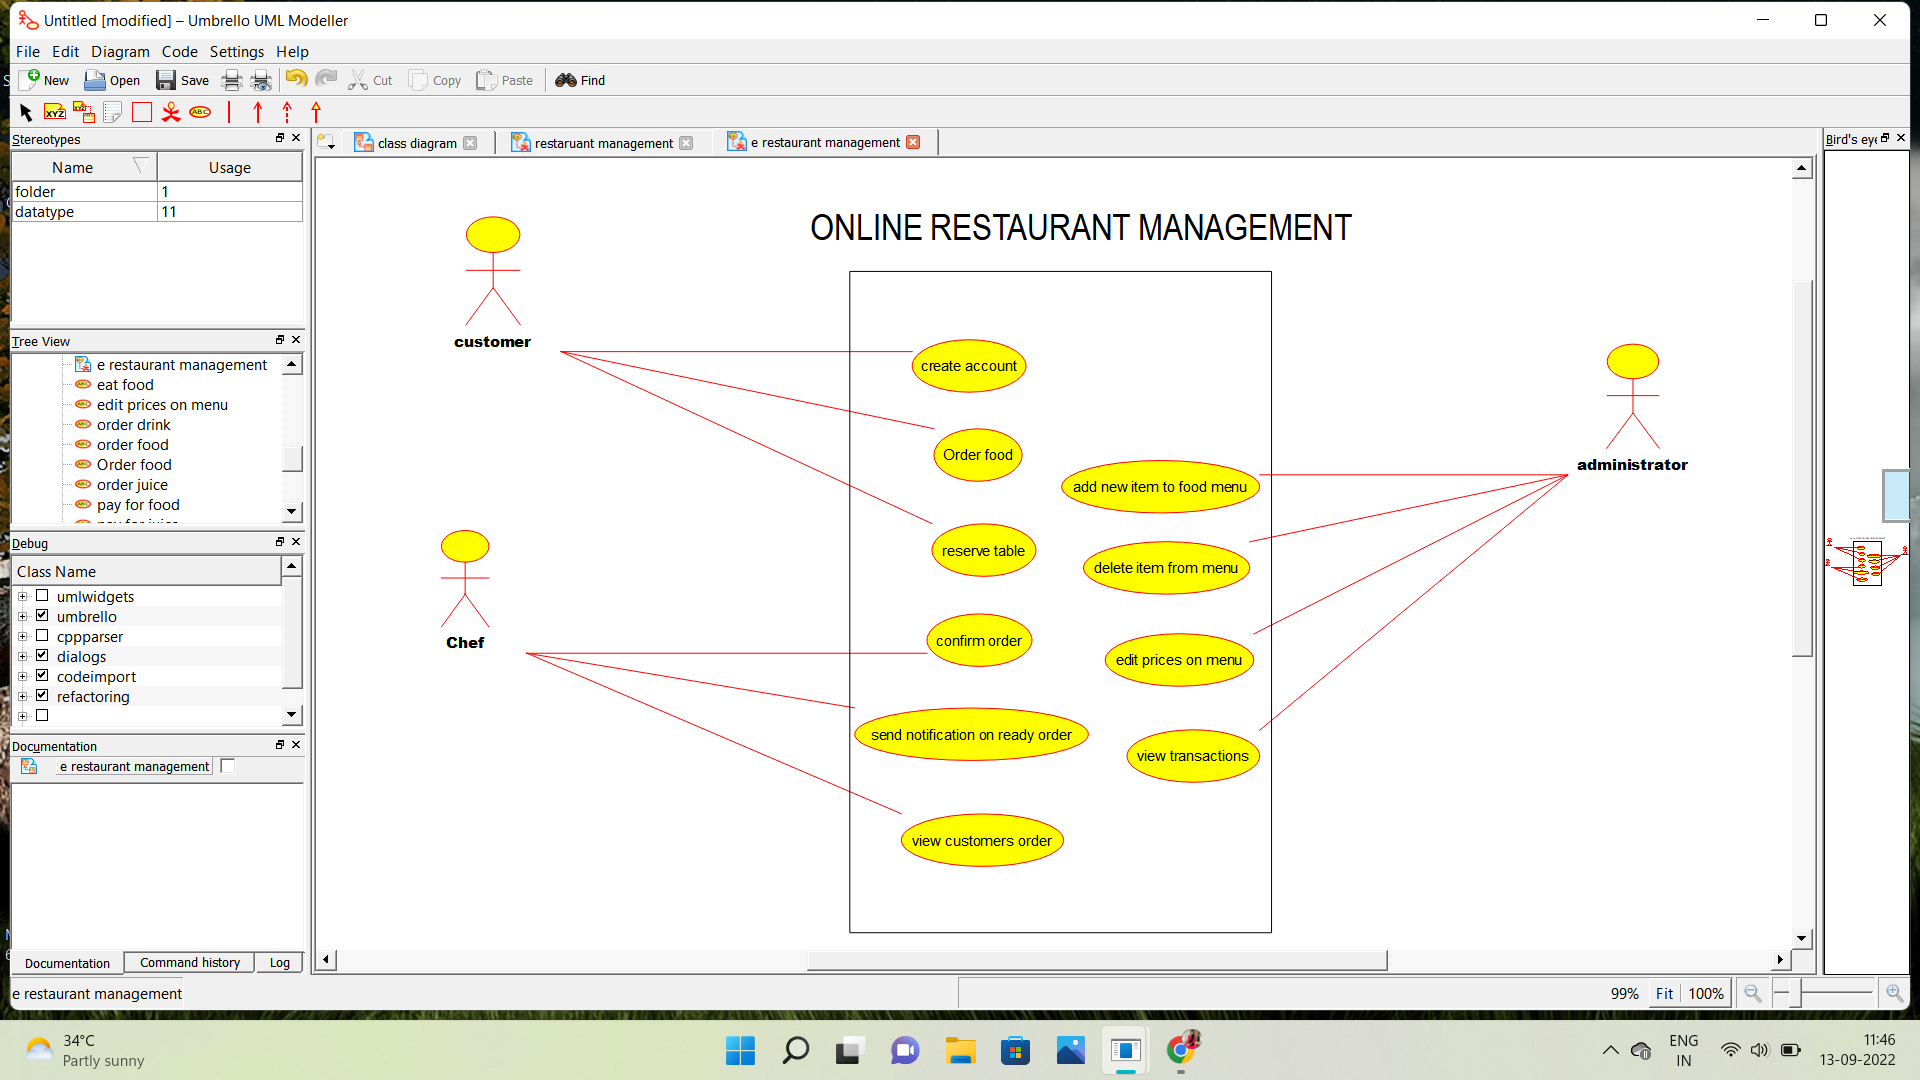 Untitled [modified] – Umbrello UML Modeller
File Edit Diagram Code Settings Help
New Open Save Cut Copy Paste Find
XYZ XYZ ABC
Stereotypes
Name Usage
folder 1
datatype 11
Tree View
e restaurant management
eat food
edit prices on menu
order drink
order food
Order food
order juice
pay for food
pay for juice
Debug
Class Name
umlwidgets
umbrello
cppparser
dialogs
codeimport
refactoring
Documentation
e restaurant management
Documentation Command history Log
class diagram restaruant management e restaurant management
Bird's eye
ONLINE RESTAURANT MANAGEMENT
customer
create account
Order food
reserve table
Chef
confirm order
send notification on ready order
view customers order
add new item to food menu
delete item from menu
edit prices on menu
view transactions
administrator
e restaurant management
99% Fit 100%
34°C
Partly sunny
ENG
IN
11:46
13-09-2022